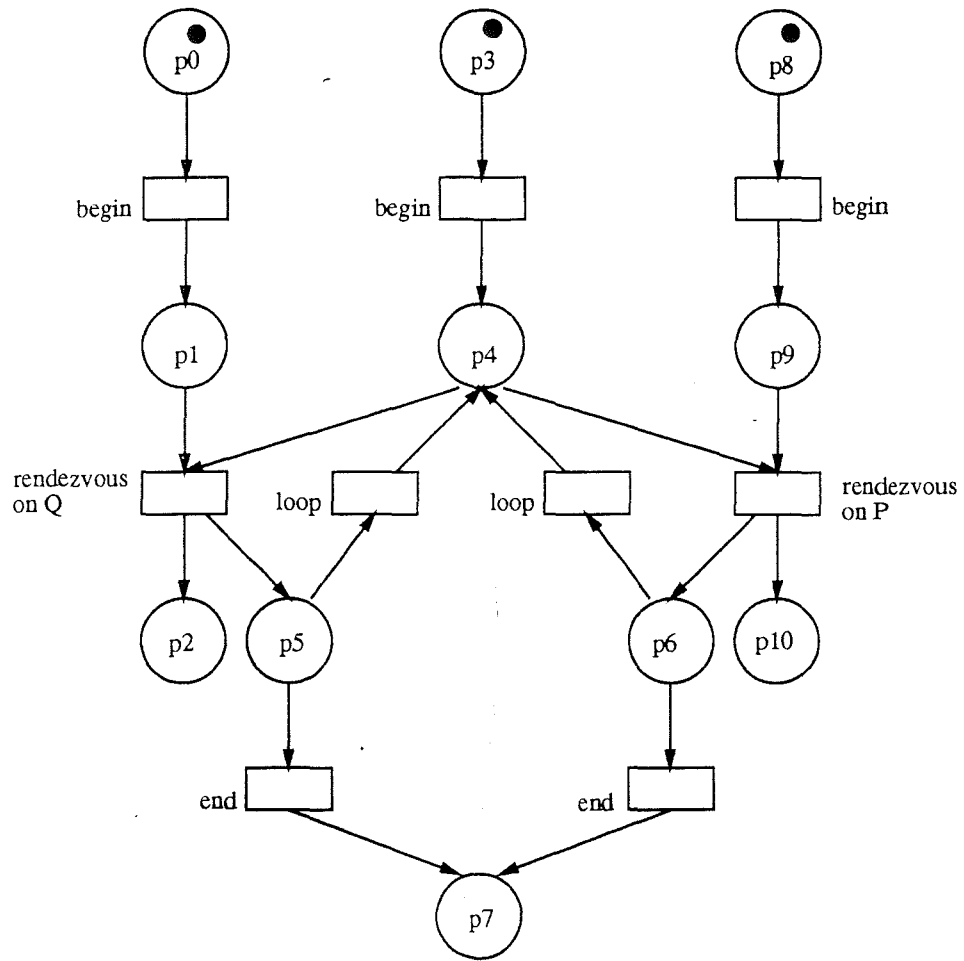 p0
p3
p8
begin
begin
begin
p1
p4
p9
rendezvous
on Q
loop
loop
rendezvous
on P
p2
p5
p6
p10
end
end
p7